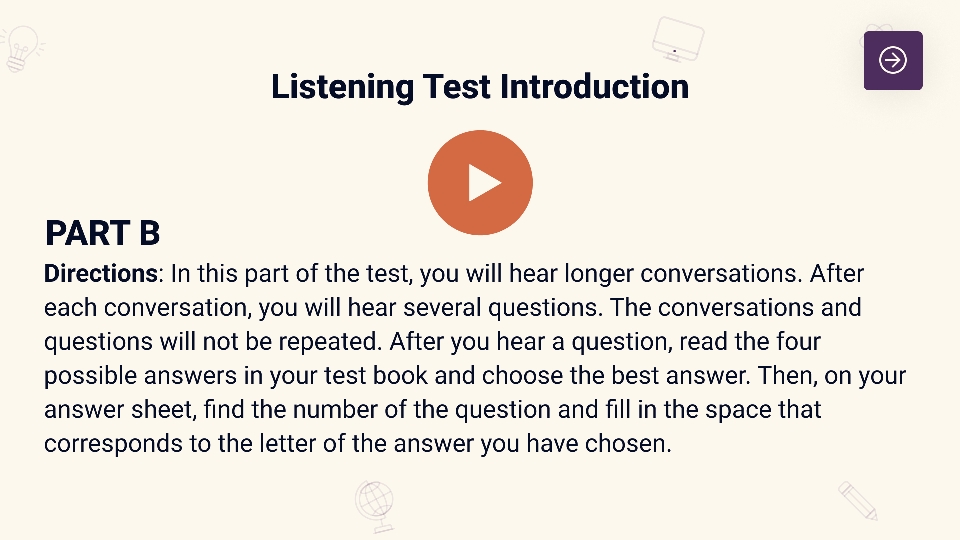 Listening Test Introduction
PART B
Directions: In this part of the test, you will hear longer conversations. After
each conversation, you will hear several questions. The conversations and
questions will not be repeated. After you hear a question, read the four
possible answers in your test book and choose the best answer. Then, on your
answer sheet, find the number of the question and fill in the space that
corresponds to the letter of the answer you have chosen.